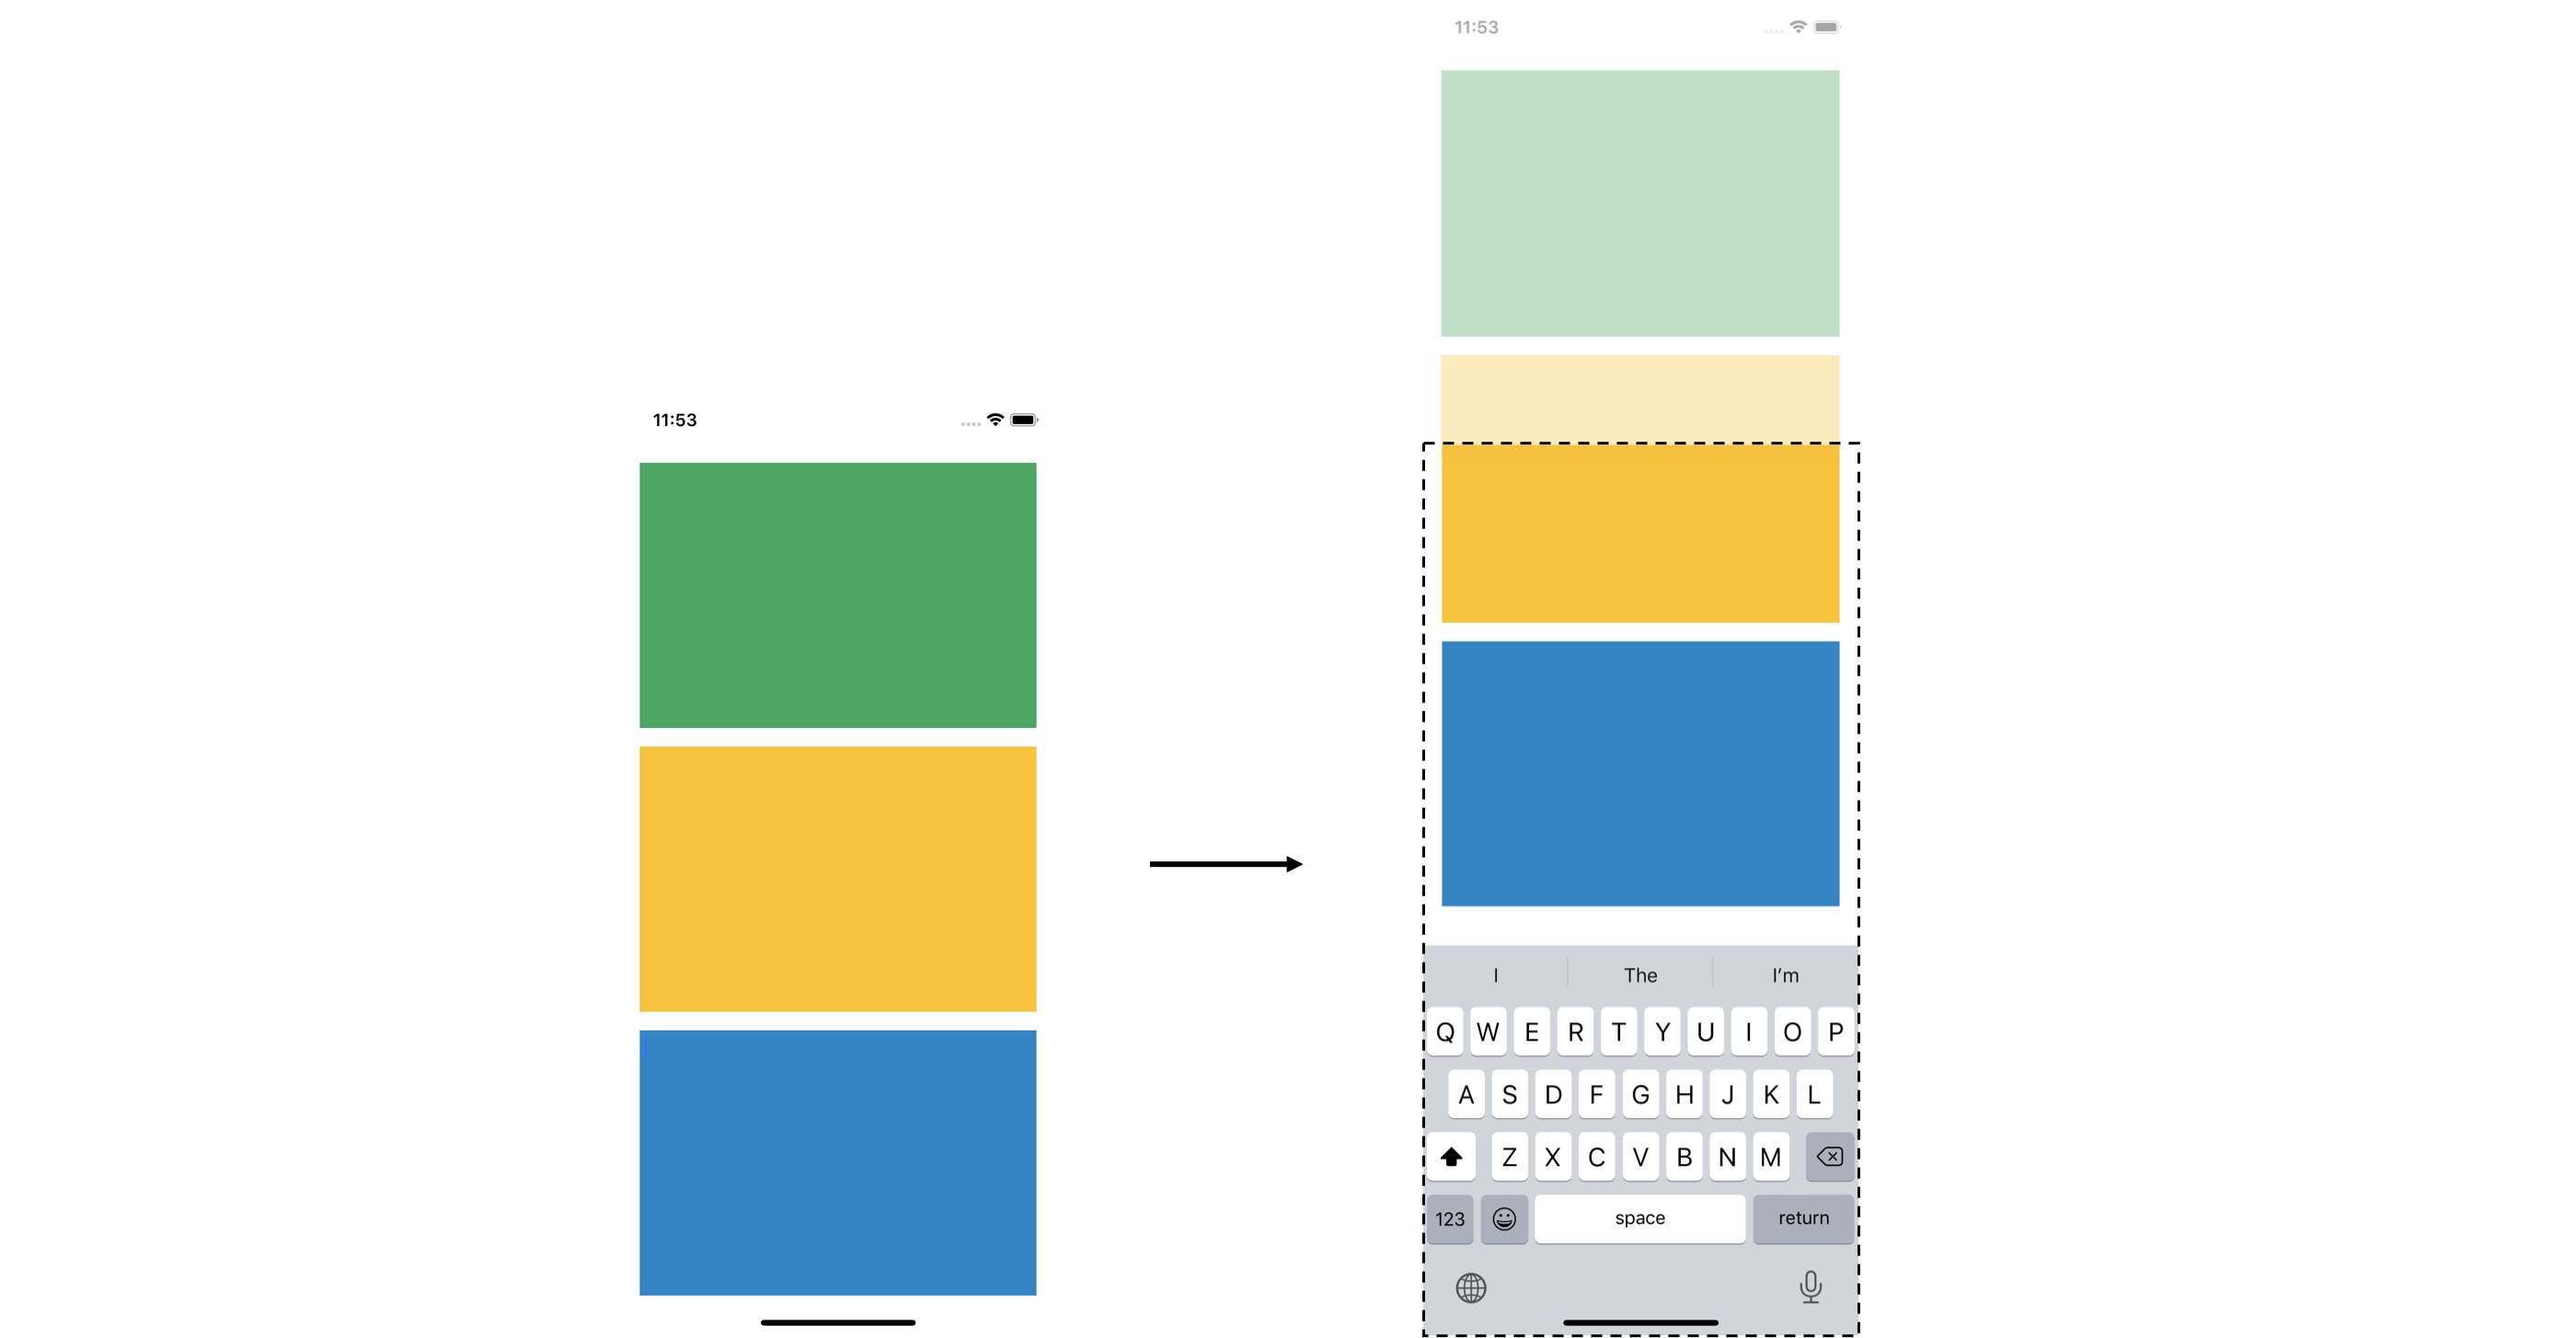 11:53
11:53
I The I'm
Q W E R T Y U I O P
A S D F G H J K L
Z X C V B N M
123 space return